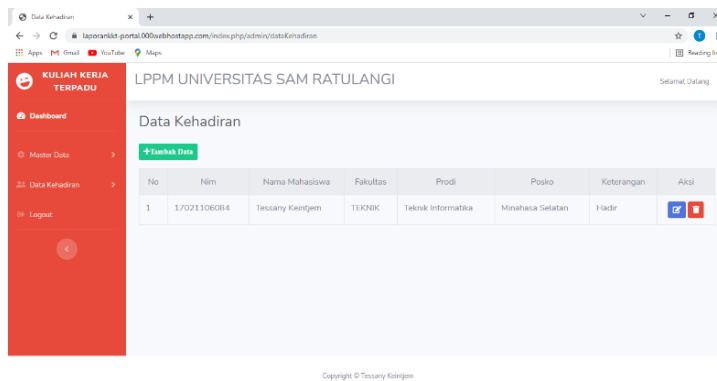 Data Kehadiran
laporankkt-portal.000webhostapp.com/index.php/admin/dataKehadiran
Apps Gmail YouTube Maps Reading li
KULIAH KERJA
TERPADU
LPPM UNIVERSITAS SAM RATULANGI
Selamat Datang
Dashboard
Data Kehadiran
Master Data
+Tambah Data
Data Kehadiran
No Nim Nama Mahasiswa Fakultas Prodi Posko Keterangan Aksi
Logout
1 17021106084 Tessany Keintjem TEKNIK Teknik Informatika Minahasa Selatan Hadir
Copyright © Tessany Keintjem